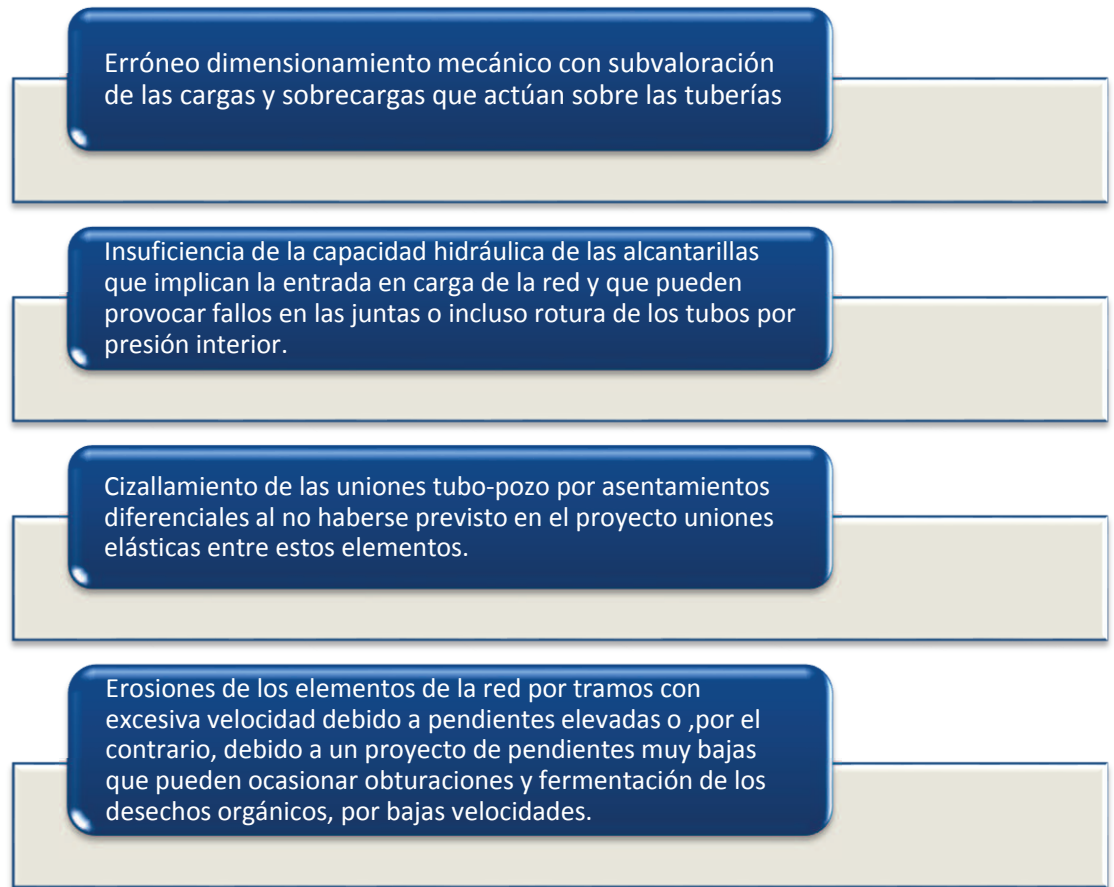 Erróneo dimensionamiento mecánico con subvaloración
de las cargas y sobrecargas que actúan sobre las tuberías
Insuficiencia de la capacidad hidráulica de las alcantarillas
que implican la entrada en carga de la red y que pueden
provocar fallos en las juntas o incluso rotura de los tubos por
presión interior.
Cizallamiento de las uniones tubo-pozo por asentamientos
diferenciales al no haberse previsto en el proyecto uniones
elásticas entre estos elementos.
Erosiones de los elementos de la red por tramos con
excesiva velocidad debido a pendientes elevadas o ,por el
contrario, debido a un proyecto de pendientes muy bajas
que pueden ocasionar obturaciones y fermentación de los
desechos orgánicos, por bajas velocidades.